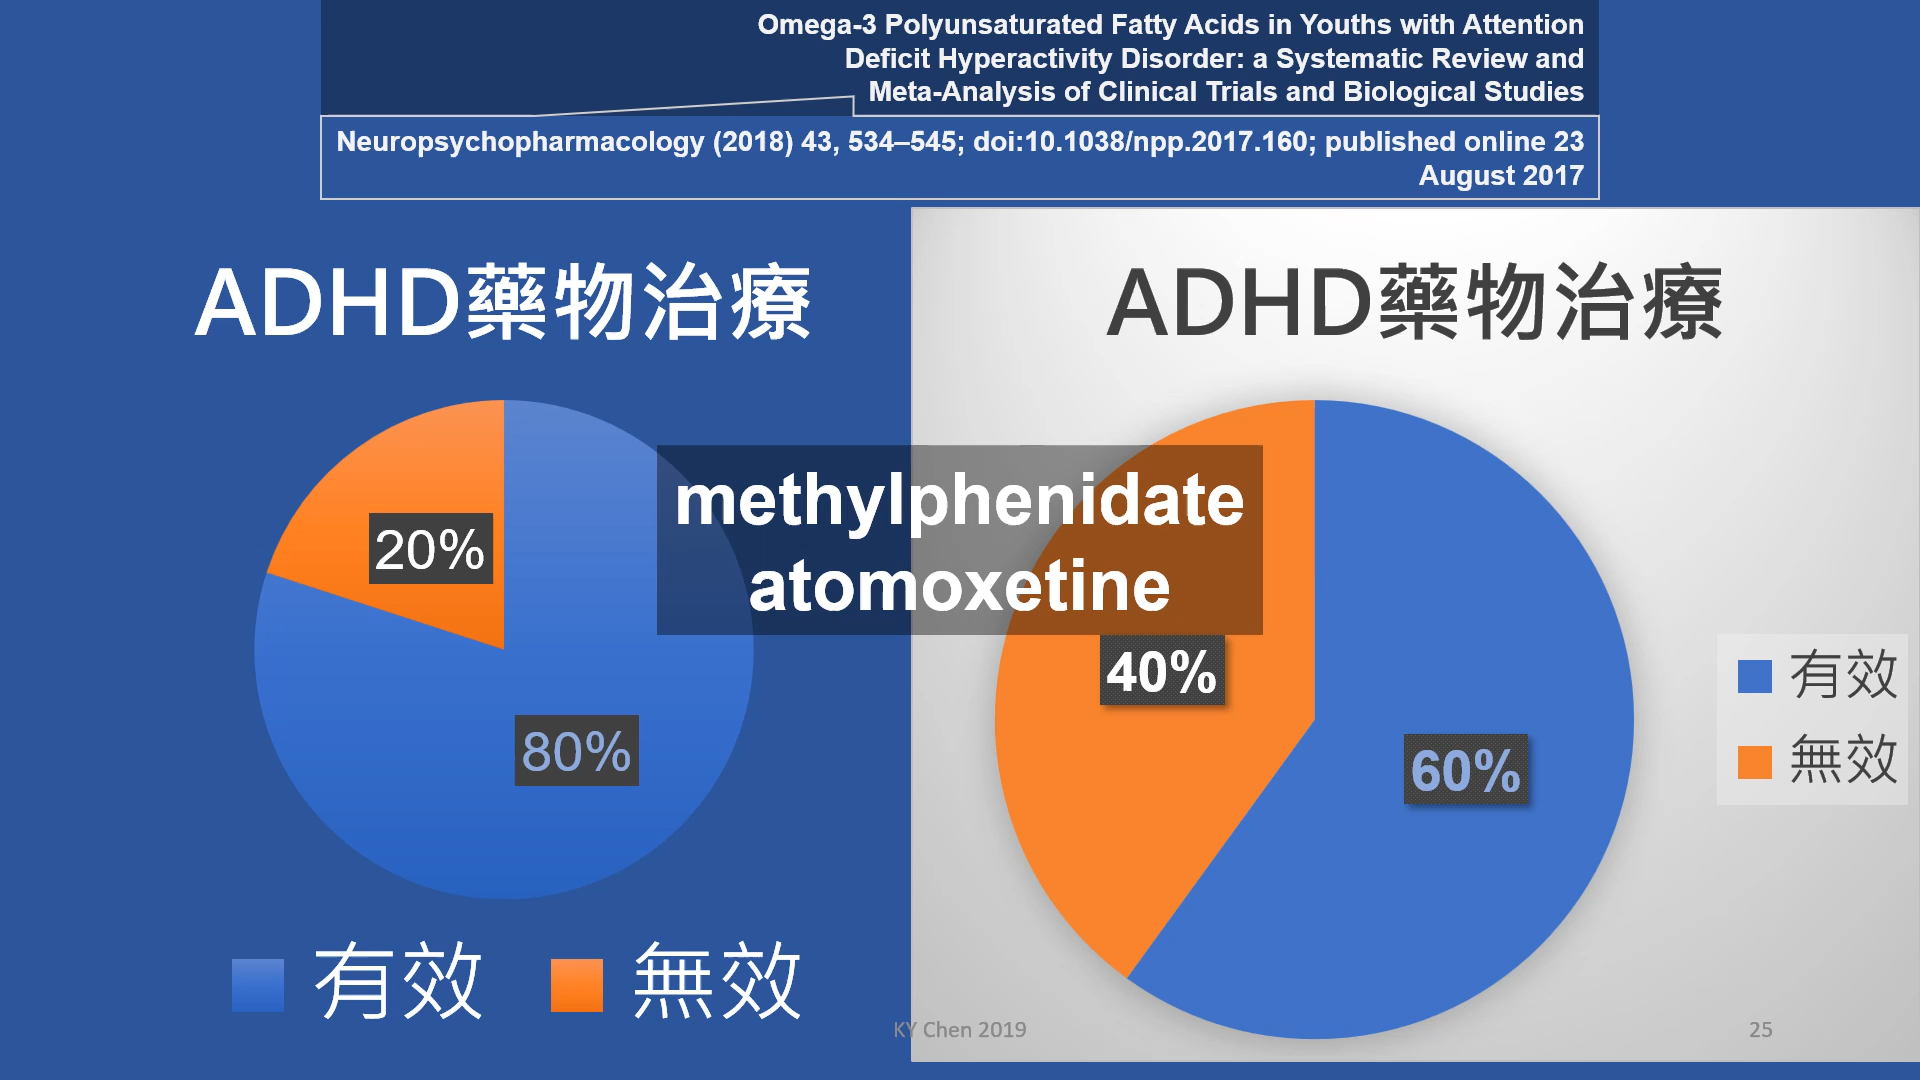 Omega-3 Polyunsaturated Fatty Acids in Youths with Attention
Deficit Hyperactivity Disorder: a Systematic Review and
Meta-Analysis of Clinical Trials and Biological Studies
Neuropsychopharmacology (2018) 43, 534–545; doi:10.1038/npp.2017.160; published online 23
August 2017
ADHD藥物治療
20%
80%
有效 無效
methylphenidate
atomoxetine
ADHD藥物治療
40%
60%
有效
無效
KY Chen 2019
25